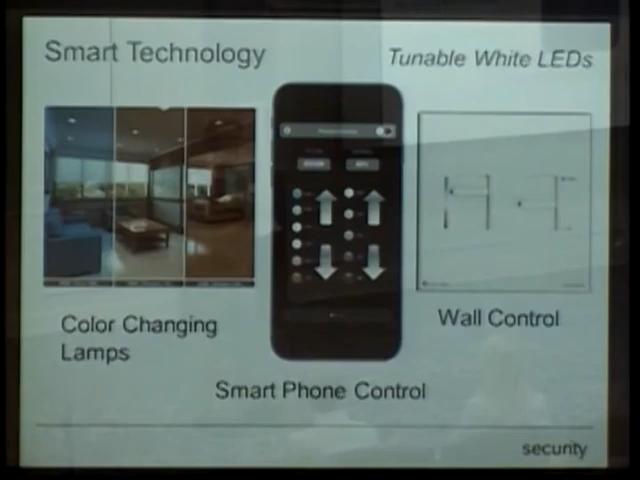 Smart Technology
Tunable White LEDs
Color Changing
Lamps
Wall Control
Smart Phone Control
security